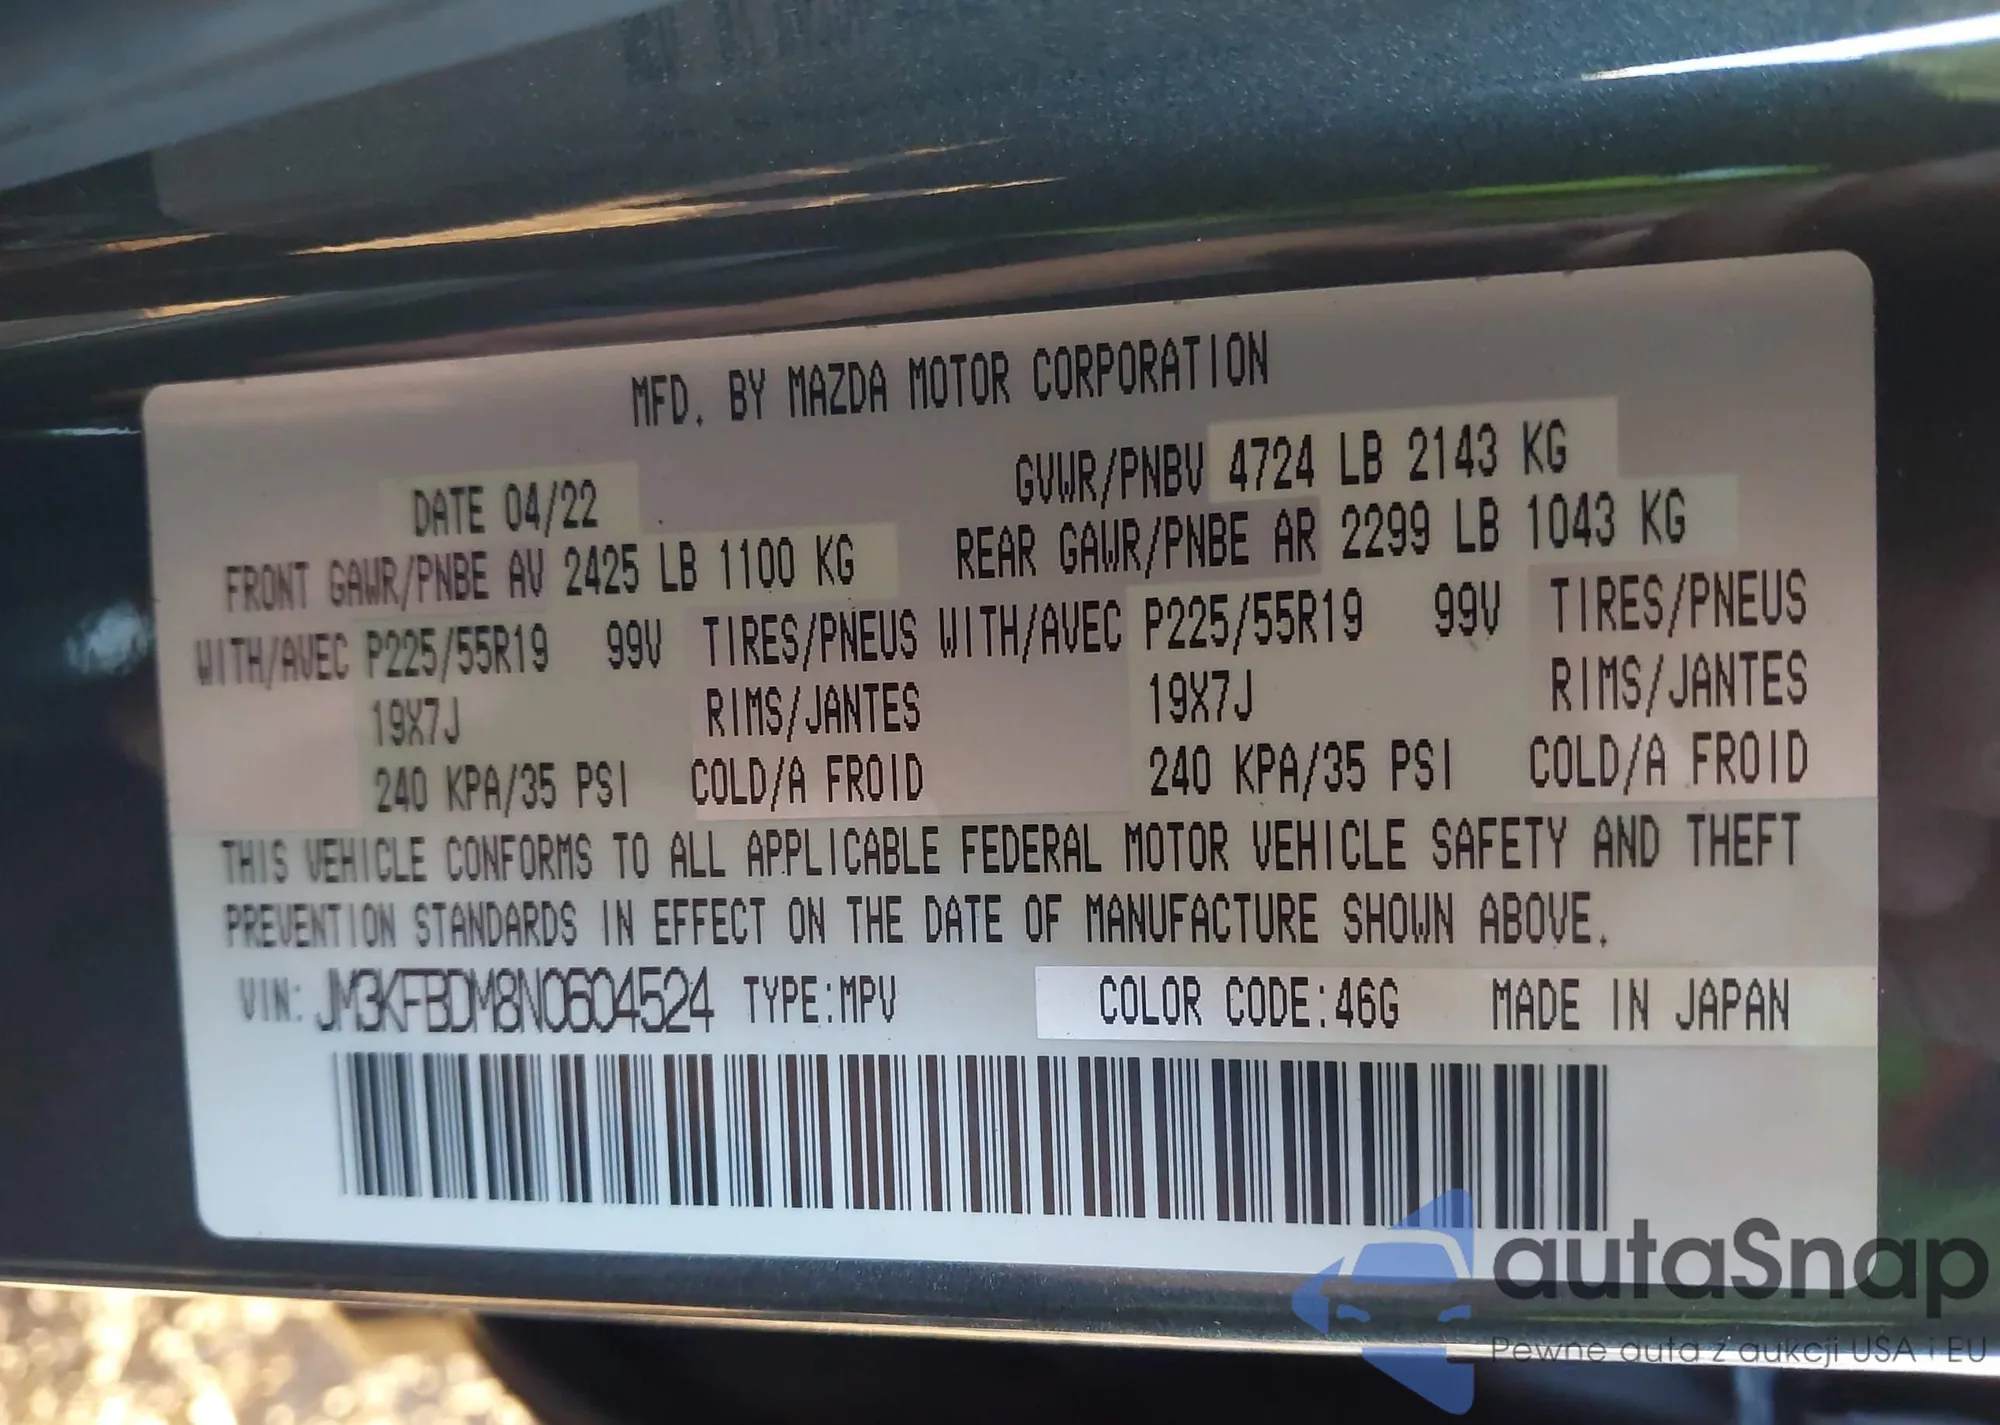 MFD. BY MAZDA MOTOR CORPORATION
DATE 04/22 GVWR/PNBV 4724 LB 2143 KG
FRONT GAWR/PNBE AV 2425 LB 1100 KG REAR GAWR/PNBE AR 2299 LB 1043 KG
WITH/AVEC P225/55R19 99V TIRES/PNEUS WITH/AVEC P225/55R19 99V TIRES/PNEUS
19X7J RIMS/JANTES 19X7J RIMS/JANTES
240 KPA/35 PSI COLD/A FROID 240 KPA/35 PSI COLD/A FROID
THIS VEHICLE CONFORMS TO ALL APPLICABLE FEDERAL MOTOR VEHICLE SAFETY AND THEFT
PREVENTION STANDARDS IN EFFECT ON THE DATE OF MANUFACTURE SHOWN ABOVE.
VIN: JM3KFBDM8N0604524 TYPE:MPV COLOR CODE:46G MADE IN JAPAN
autaSnap
Pewne auta z aukcji USA i EU